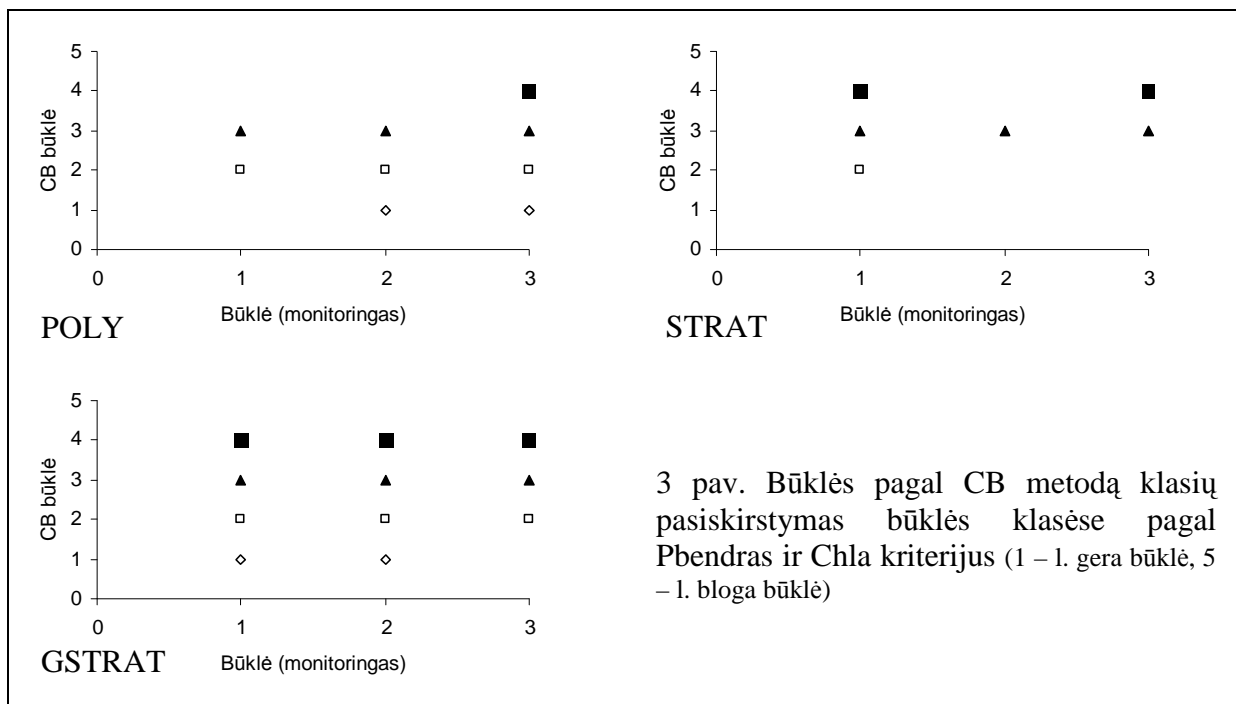 5
4
3
2
1
0
CB būklė
0 1 2 3
Būklė (monitoringas)
POLY
5
4
3
2
1
0
CB būklė
0 1 2 3
Būklė (monitoringas)
STRAT
5
4
3
2
1
0
CB būklė
0 1 2 3
Būklė (monitoringas)
GSTRAT
3 pav. Būklės pagal CB metodą klasių
pasiskirstymas būklės klasėse pagal
Pbendras ir Chla kriterijus (1 – l. gera būklė, 5
– l. bloga būklė)